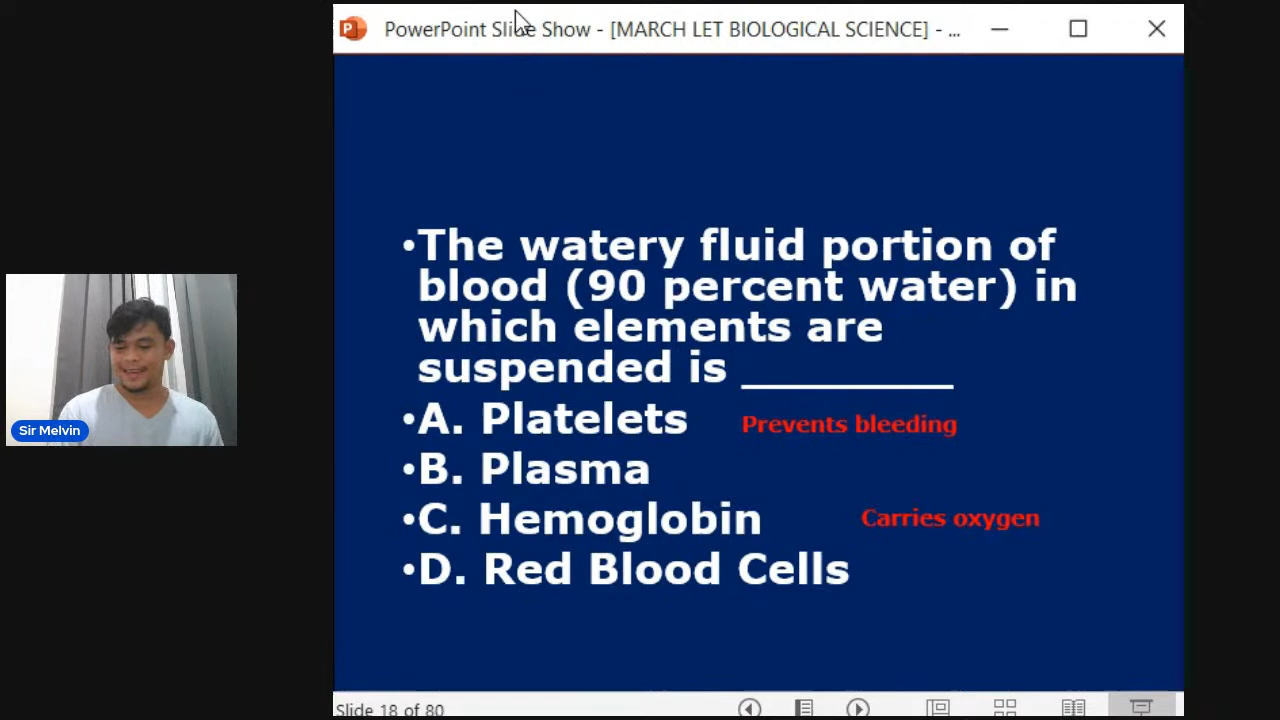 PowerPoint Slide Show - [MARCH LET BIOLOGICAL SCIENCE] - ...
•The watery fluid portion of
blood (90 percent water) in
which elements are
suspended is _________
•A. Platelets Prevents bleeding
•B. Plasma
•C. Hemoglobin Carries oxygen
•D. Red Blood Cells
Sir Melvin
Slide 18 of 80